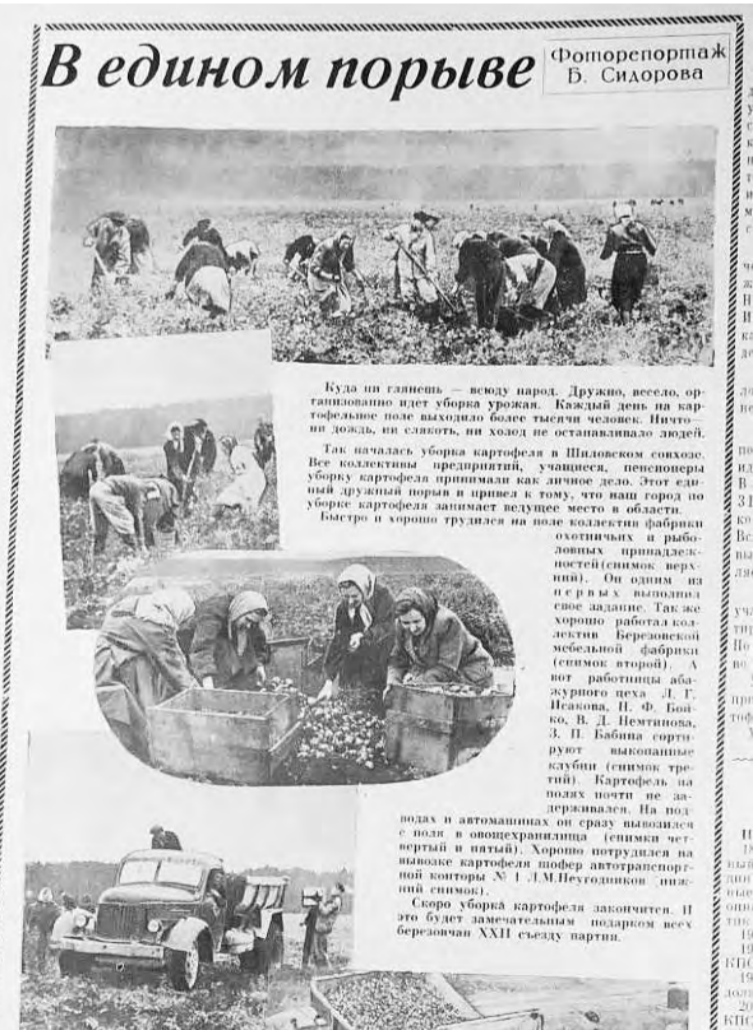 В едином порыве
Фоторепортаж
Б. Сидорова
Куда ни глянешь — всюду народ. Дружно, весело, ор-
ганизованно идет уборка урожая. Каждый день на кар-
тофельное поле выходило более тысячи человек. Ничто—
ни дождь, ни слякоть, ни холод не останавливало людей.
Так началась уборка картофеля в Шиловском совхозе.
Все коллективы предприятий, учащиеся, пенсионеры
уборку картофеля принимали как личное дело. Этот еди-
ный дружный порыв и привел к тому, что наш город по
уборке картофеля занимает ведущее место в области.
Быстро и хорошо трудился на поле коллектив фабрики
охотничьих и рыбо-
ловных принадлеж-
ностей (снимок верх-
ний). Он одним из
первых выполнил
свое задание. Так же
хорошо работал кол-
лектив Березовской
мебельной фабрики
(снимок второй). А
вот работницы аба-
журного цеха Л. Г.
Исакова, Н. Ф. Бой-
ко, В. Д. Немтинова,
З. П. Бабина сорти-
руют выкопанные
клубни (снимок тре-
тий). Картофель на
полях почти не за-
держивался. На под-
водах и автомашинах он сразу вывозился
с поля в овощехранилища (снимки чет-
вертый и пятый). Хорошо потрудился на
вывозке картофеля шофер автотранспорт-
ной конторы № 1 Л.М.Неугодников (ниж-
ний снимок).
Скоро уборка картофеля закончится. И
это будет замечательным подарком всех
березовчан XXII съезду партии.